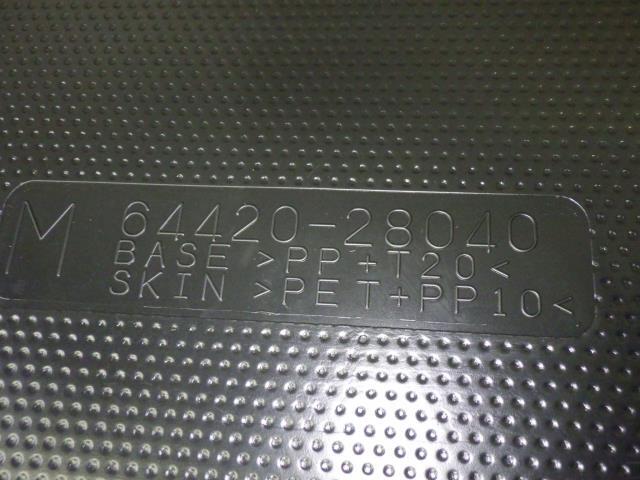 M 64420-28040
BASE >PP+T20<
SKIN >PET+PP10<